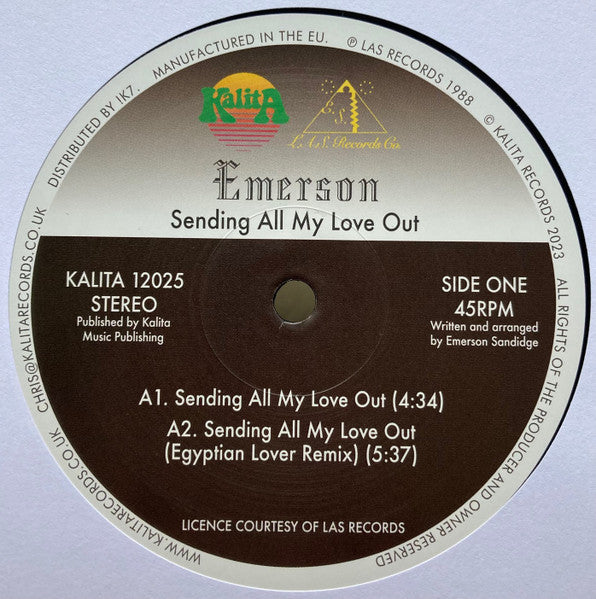 CHRIS@KALITARECORDS.CO.UK DISTRIBUTED BY !K7. MANUFACTURED IN THE EU. ℗ LAS RECORDS 1988 © KALITA RECORDS 2023 ALL RIGHTS OF THE PRODUCER AND OWNER RESERVED
KalitA
L.A.S. Records Co.
Emerson
Sending All My Love Out
KALITA 12025
STEREO
Published by Kalita
Music Publishing
SIDE ONE
45RPM
Written and arranged
by Emerson Sandidge
A1. Sending All My Love Out (4:34)
A2. Sending All My Love Out
(Egyptian Lover Remix) (5:37)
LICENCE COURTESY OF LAS RECORDS
WWW.KALITARECORDS.CO.UK